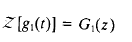 𝒵[g₁(t)] = G₁(z)